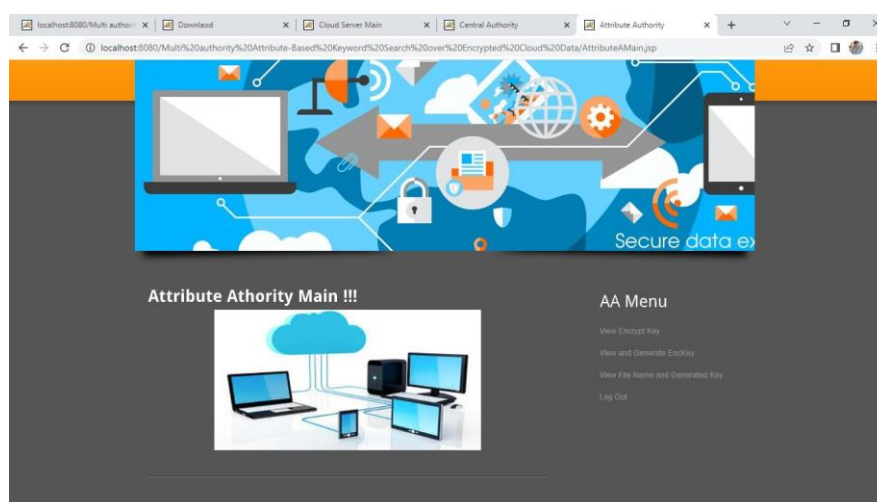 localhost:8080/Multi authori
Downlaod
Cloud Server Main
Central Authority
Attribute Authority
localhost:8080/Multi%20authority%20Attribute-Based%20Keyword%20Search%20over%20Encrypted%20Cloud%20Data/AttributeAMain.jsp
Secure data ex
Attribute Athority Main !!!
AA Menu
View Encrypt Key
View and Generate EncKey
View File Name and Generated Key
Log Out